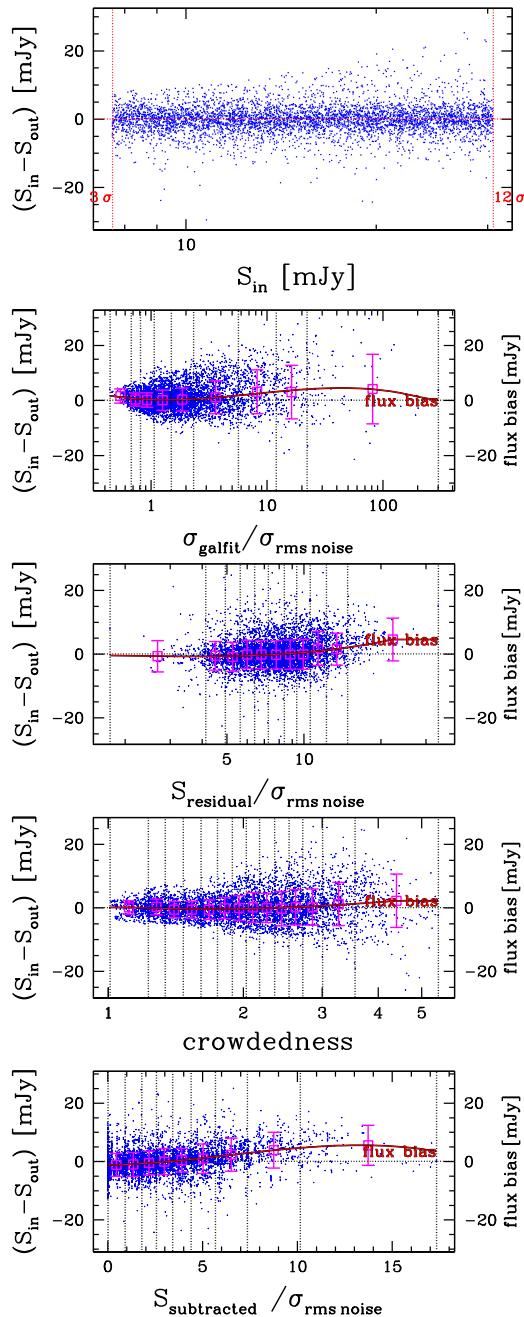 20
0
−20
(S_in−S_out) [mJy]
3 σ
12 σ
10
S_in [mJy]
20
0
−20
(S_in−S_out) [mJy]
flux bias
20
0
−20
flux bias [mJy]
1 10 100
σ_galfit/σ_rms noise
20
0
−20
(S_in−S_out) [mJy]
flux bias
20
0
−20
flux bias [mJy]
5 10
S_residual/σ_rms noise
20
0
−20
(S_in−S_out) [mJy]
flux bias
20
0
−20
flux bias [mJy]
1 2 3 4 5
crowdedness
20
0
−20
(S_in−S_out) [mJy]
flux bias
20
0
−20
flux bias [mJy]
0 5 10 15
S_subtracted /σ_rms noise